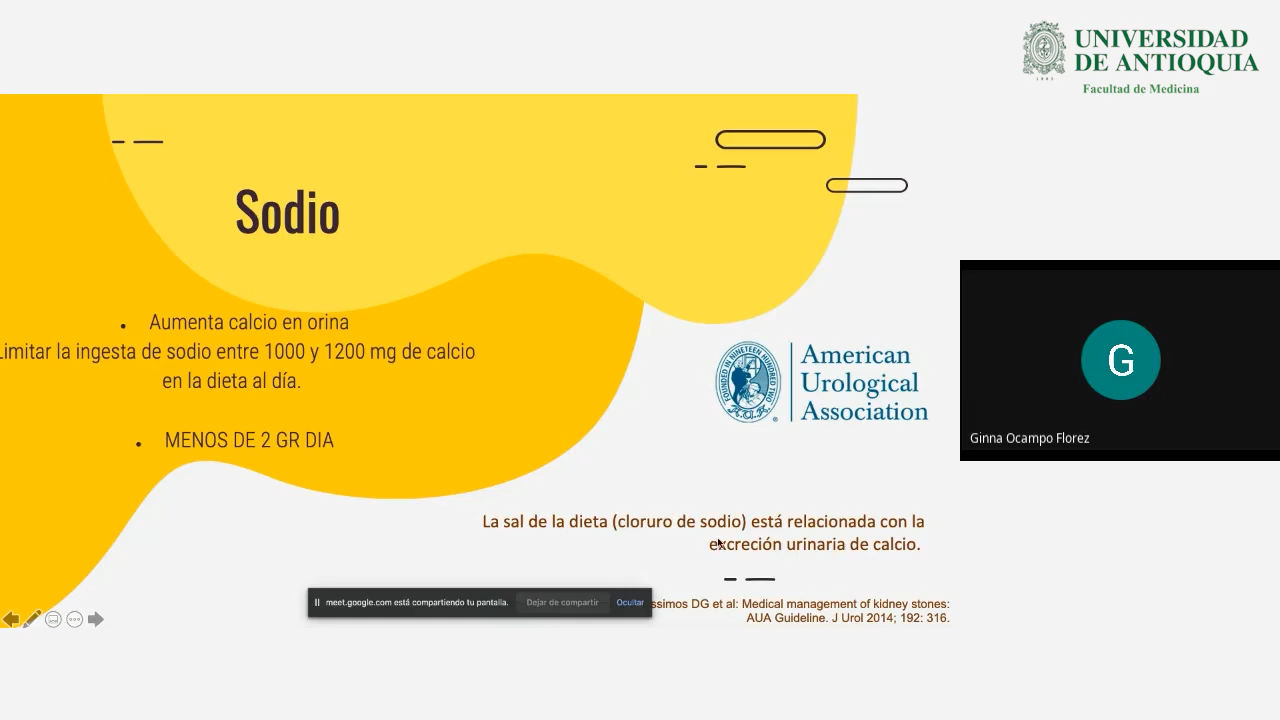 UNIVERSIDAD
DE ANTIOQUIA
1803
Facultad de Medicina
Sodio
• Aumenta calcio en orina
Limitar la ingesta de sodio entre 1000 y 1200 mg de calcio
en la dieta al día.
• MENOS DE 2 GR DIA
American
Urological
Association
G
Ginna Ocampo Florez
La sal de la dieta (cloruro de sodio) está relacionada con la
excreción urinaria de calcio.
meet.google.com está compartiendo tu pantalla. Dejar de compartir Ocultar
DG et al: Medical management of kidney stones:
AUA Guideline. J Urol 2014; 192: 316.